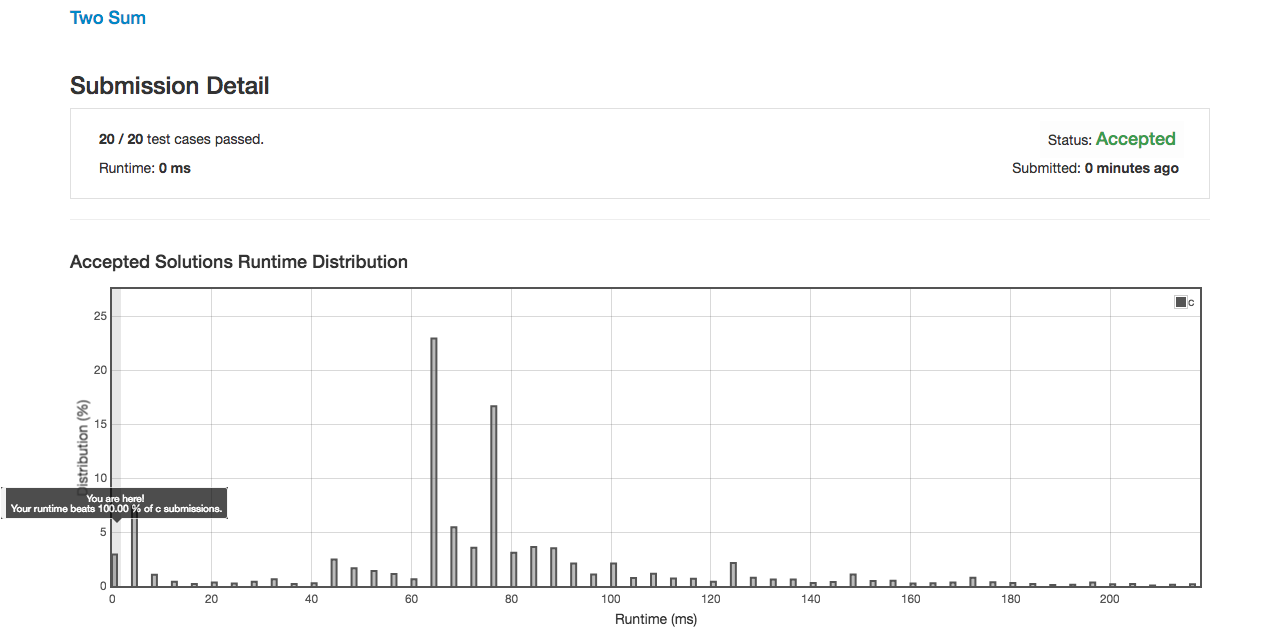 Two Sum
Submission Detail
20 / 20 test cases passed.
Status: Accepted
Runtime: 0 ms
Submitted: 0 minutes ago
Accepted Solutions Runtime Distribution
c
25
20
15
10
5
0
Distribution (%)
You are here!
Your runtime beats 100.00 % of c submissions.
0 20 40 60 80 100 120 140 160 180 200
Runtime (ms)